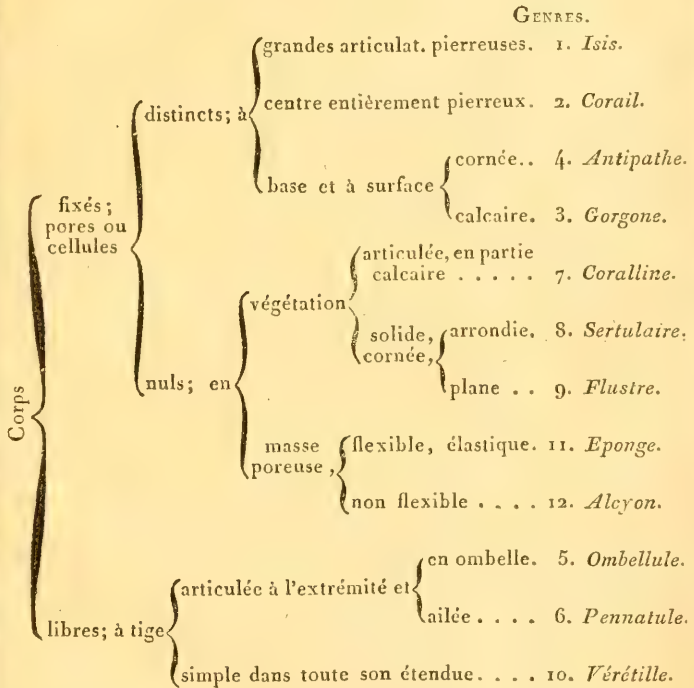 GENRES.
grandes articulat. pierreuses. 1. Isis.
distincts; à
centre entièrement pierreux. 2. Corail.
base et à surface
cornée.. 4. Antipathe.
calcaire. 3. Gorgone.
fixés;
pores ou
cellules
articulée, en partie
calcaire . . . . . 7. Coralline.
végétation
solide,
cornée,
arrondie. 8. Sertulaire.
plane . . 9. Flustre.
nuls; en
Corps
masse
poreuse,
flexible, élastique. 11. Eponge.
non flexible . . . . 12. Alcyon.
en ombelle. 5. Ombellule.
articulée à l'extrémité et
ailée . . . . 6. Pennatule.
libres; à tige
simple dans toute son étendue. . . . 10. Vérétille.